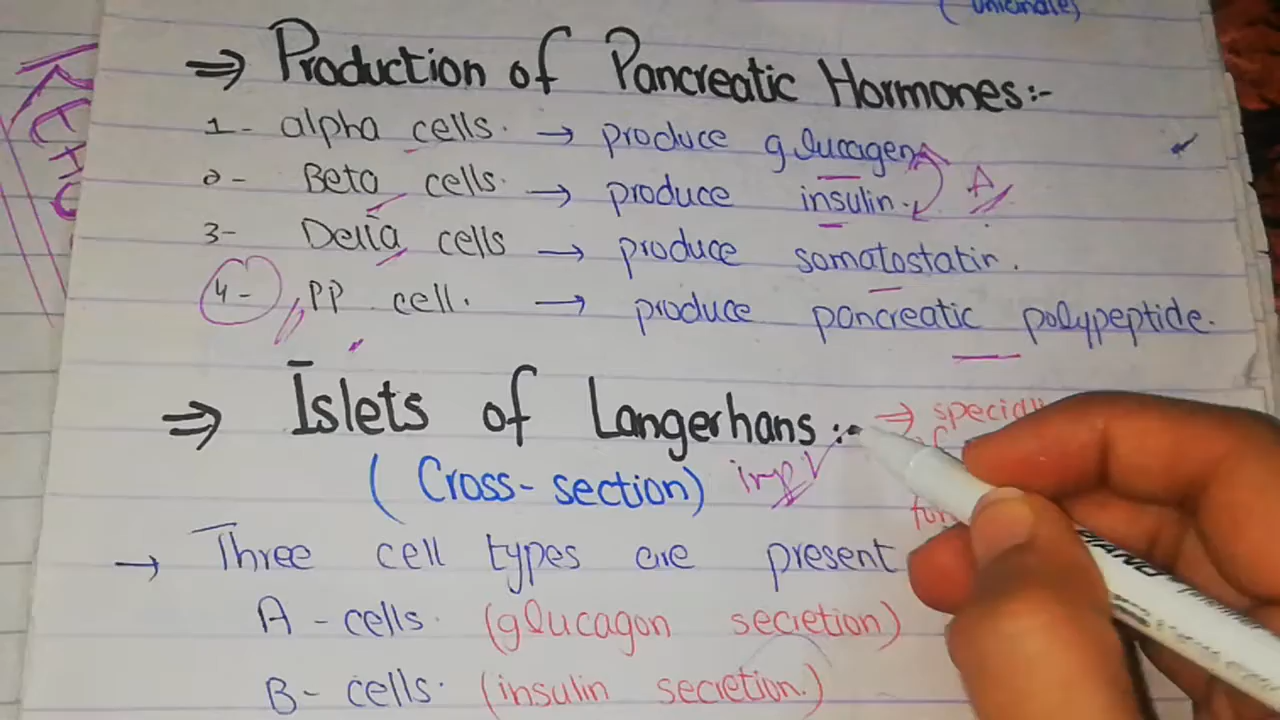 ⇒ Production of Pancreatic Hormones:-
1- alpha cells. → produce glucagen
2- Beta cells. → produce insulin. A
3- Delta cells → produce somatostatin.
4- PP cell. → produce pancreatic polypeptide.
⇒ Islets of Langerhans :-
(Cross-section) imp
→ Three cell types are present
A - cells. (glucagon secretion)
B- cells. (insulin secretion.)